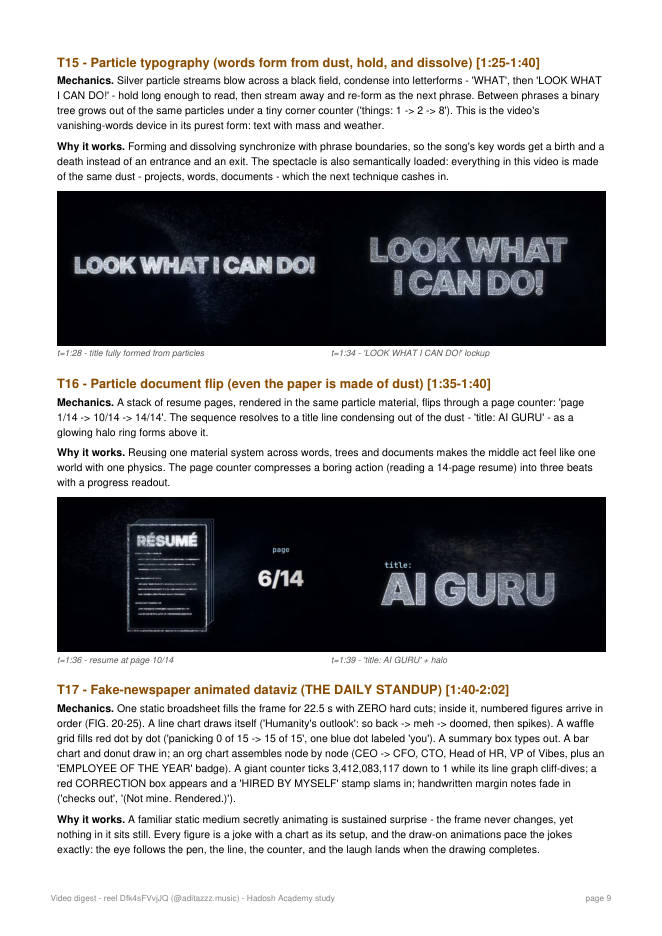 T15 - Particle typography (words form from dust, hold, and dissolve) [1:25-1:40]
Mechanics. Silver particle streams blow across a black field, condense into letterforms - 'WHAT', then 'LOOK WHAT
I CAN DO!' - hold long enough to read, then stream away and re-form as the next phrase. Between phrases a binary
tree grows out of the same particles under a tiny corner counter ('things: 1 -> 2 -> 8'). This is the video's
vanishing-words device in its purest form: text with mass and weather.
Why it works. Forming and dissolving synchronize with phrase boundaries, so the song's key words get a birth and a
death instead of an entrance and an exit. The spectacle is also semantically loaded: everything in this video is made
of the same dust - projects, words, documents - which the next technique cashes in.
LOOK WHAT I CAN DO!
LOOK WHAT
I CAN DO!
t=1:28 - title fully formed from particles
t=1:34 - 'LOOK WHAT I CAN DO!' lockup
T16 - Particle document flip (even the paper is made of dust) [1:35-1:40]
Mechanics. A stack of resume pages, rendered in the same particle material, flips through a page counter: 'page
1/14 -> 10/14 -> 14/14'. The sequence resolves to a title line condensing out of the dust - 'title: AI GURU' - as a
glowing halo ring forms above it.
Why it works. Reusing one material system across words, trees and documents makes the middle act feel like one
world with one physics. The page counter compresses a boring action (reading a 14-page resume) into three beats
with a progress readout.
RÉSUMÉ
page
6/14
title:
AI GURU
t=1:36 - resume at page 10/14
t=1:39 - 'title: AI GURU' + halo
T17 - Fake-newspaper animated dataviz (THE DAILY STANDUP) [1:40-2:02]
Mechanics. One static broadsheet fills the frame for 22.5 s with ZERO hard cuts; inside it, numbered figures arrive in
order (FIG. 20-25). A line chart draws itself ('Humanity's outlook': so back -> meh -> doomed, then spikes). A waffle
grid fills red dot by dot ('panicking 0 of 15 -> 15 of 15', one blue dot labeled 'you'). A summary box types out. A bar
chart and donut draw in; an org chart assembles node by node (CEO -> CFO, CTO, Head of HR, VP of Vibes, plus an
'EMPLOYEE OF THE YEAR' badge). A giant counter ticks 3,412,083,117 down to 1 while its line graph cliff-dives; a
red CORRECTION box appears and a 'HIRED BY MYSELF' stamp slams in; handwritten margin notes fade in
('checks out', '(Not mine. Rendered.)').
Why it works. A familiar static medium secretly animating is sustained surprise - the frame never changes, yet
nothing in it sits still. Every figure is a joke with a chart as its setup, and the draw-on animations pace the jokes
exactly: the eye follows the pen, the line, the counter, and the laugh lands when the drawing completes.
Video digest - reel Dfk4sFVvjJQ (@aditazzz.music) - Hadosh Academy study
page 9